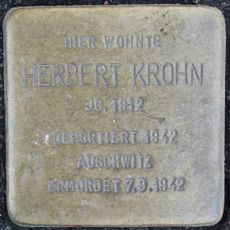 HIER WOHNTE
HERBERT KROHN
JG. 1912
DEPORTIERT 1942
AUSCHWITZ
ERMORDET 7.9.1942